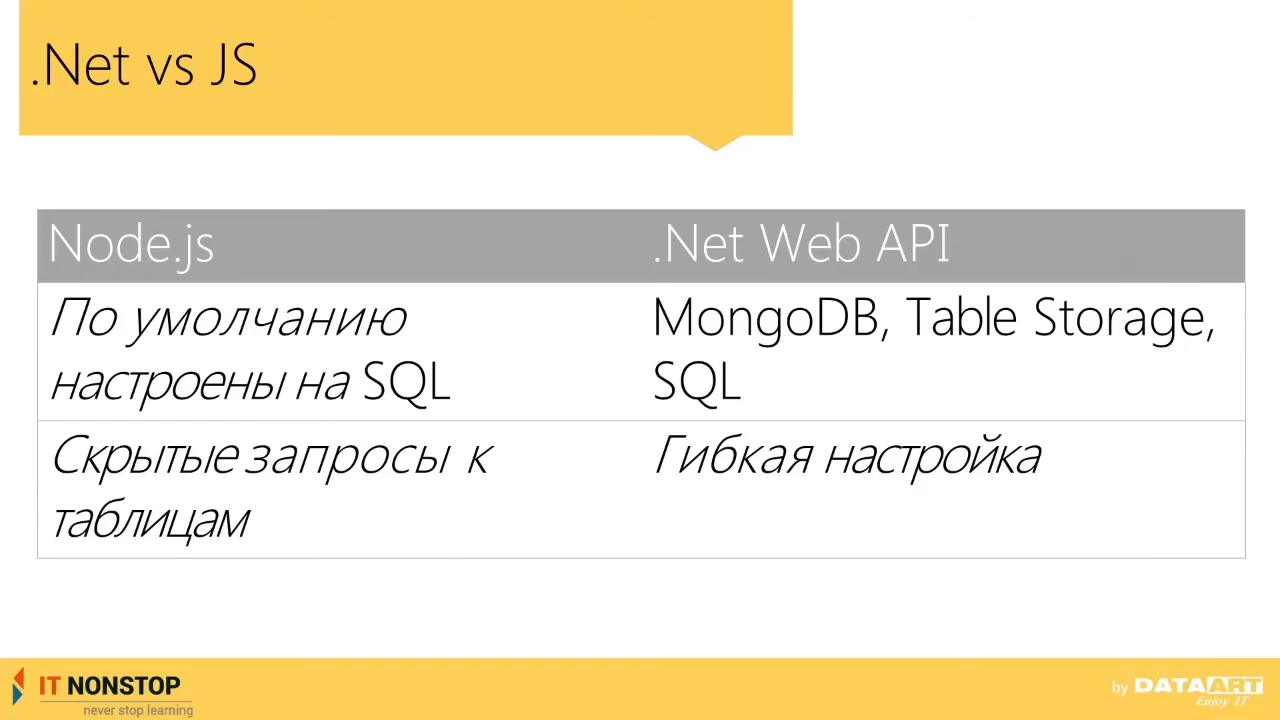 .Net vs JS
Node.js
.Net Web API
По умолчанию
настроены на SQL
MongoDB, Table Storage,
SQL
Скрытые запросы к
таблицам
Гибкая настройка
IT NONSTOP
never stop learning
by DATAART
Enjoy IT